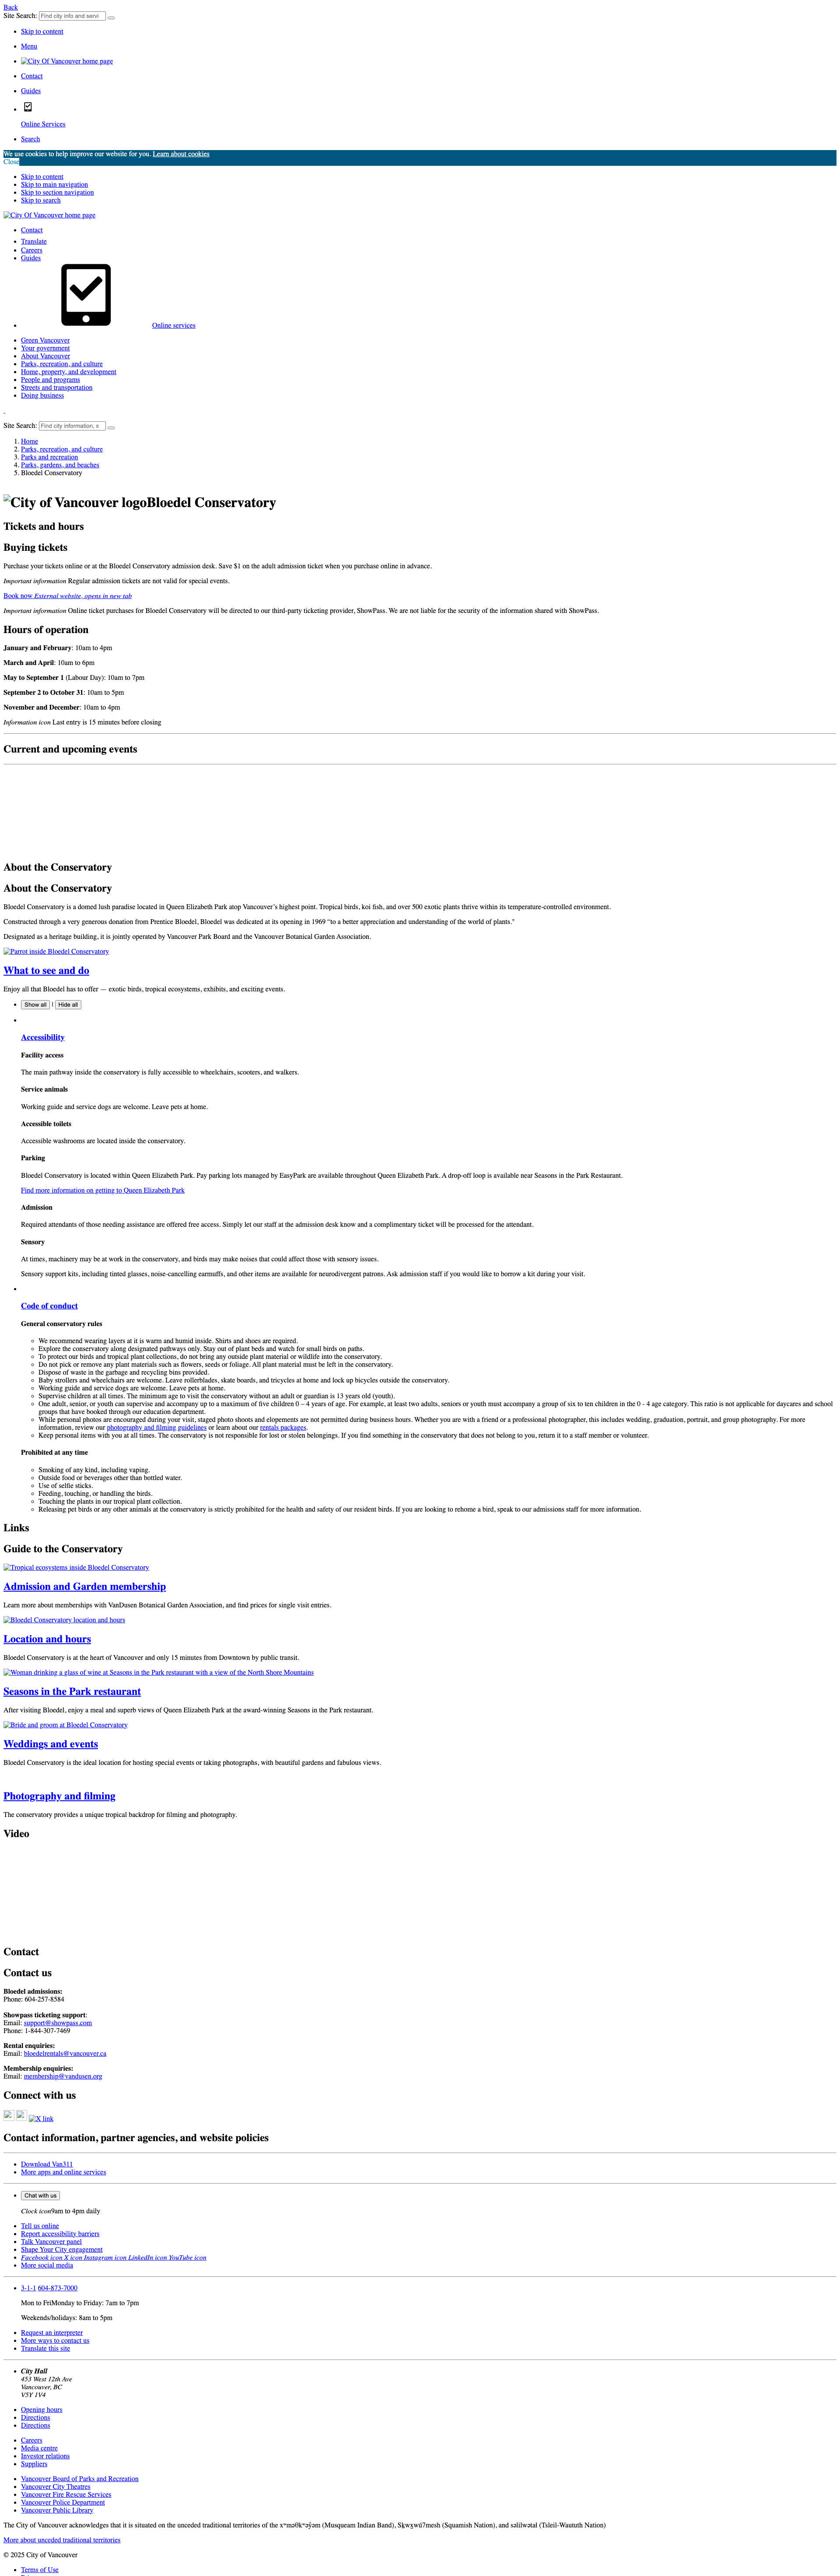 Back
Site Search: Find city info and servi
Skip to content
Menu
City Of Vancouver home page
Contact
Guides
Online Services
Search
We use cookies to help improve our website for you. Learn about cookies
Close
Skip to content
Skip to main navigation
Skip to section navigation
Skip to search
City Of Vancouver home page
Contact
Translate
Careers
Guides
Online services
Green Vancouver
Your government
About Vancouver
Parks, recreation, and culture
Home, property, and development
People and programs
Streets and transportation
Doing business
Site Search: Find city information, s
1. Home
2. Parks, recreation, and culture
3. Parks and recreation
4. Parks, gardens, and beaches
5. Bloedel Conservatory
City of Vancouver logoBloedel Conservatory
Tickets and hours
Buying tickets
Purchase your tickets online or at the Bloedel Conservatory admission desk. Save $1 on the adult admission ticket when you purchase online in advance.
Important information Regular admission tickets are not valid for special events.
Book now External website, opens in new tab
Important information Online ticket purchases for Bloedel Conservatory will be directed to our third-party ticketing provider, ShowPass. We are not liable for the security of the information shared with ShowPass.
Hours of operation
January and February: 10am to 4pm
March and April: 10am to 6pm
May to September 1 (Labour Day): 10am to 7pm
September 2 to October 31: 10am to 5pm
November and December: 10am to 4pm
Information icon Last entry is 15 minutes before closing
Current and upcoming events
About the Conservatory
About the Conservatory
Bloedel Conservatory is a domed lush paradise located in Queen Elizabeth Park atop Vancouver’s highest point. Tropical birds, koi fish, and over 500 exotic plants thrive within its temperature-controlled environment.
Constructed through a very generous donation from Prentice Bloedel, Bloedel was dedicated at its opening in 1969 “to a better appreciation and understanding of the world of plants."
Designated as a heritage building, it is jointly operated by Vancouver Park Board and the Vancouver Botanical Garden Association.
Parrot inside Bloedel Conservatory
What to see and do
Enjoy all that Bloedel has to offer — exotic birds, tropical ecosystems, exhibits, and exciting events.
Show all | Hide all
Accessibility
Facility access
The main pathway inside the conservatory is fully accessible to wheelchairs, scooters, and walkers.
Service animals
Working guide and service dogs are welcome. Leave pets at home.
Accessible toilets
Accessible washrooms are located inside the conservatory.
Parking
Bloedel Conservatory is located within Queen Elizabeth Park. Pay parking lots managed by EasyPark are available throughout Queen Elizabeth Park. A drop-off loop is available near Seasons in the Park Restaurant.
Find more information on getting to Queen Elizabeth Park
Admission
Required attendants of those needing assistance are offered free access. Simply let our staff at the admission desk know and a complimentary ticket will be processed for the attendant.
Sensory
At times, machinery may be at work in the conservatory, and birds may make noises that could affect those with sensory issues.
Sensory support kits, including tinted glasses, noise-cancelling earmuffs, and other items are available for neurodivergent patrons. Ask admission staff if you would like to borrow a kit during your visit.
Code of conduct
General conservatory rules
We recommend wearing layers at it is warm and humid inside. Shirts and shoes are required.
Explore the conservatory along designated pathways only. Stay out of plant beds and watch for small birds on paths.
To protect our birds and tropical plant collections, do not bring any outside plant material or wildlife into the conservatory.
Do not pick or remove any plant materials such as flowers, seeds or foliage. All plant material must be left in the conservatory.
Dispose of waste in the garbage and recycling bins provided.
Baby strollers and wheelchairs are welcome. Leave rollerblades, skate boards, and tricycles at home and lock up bicycles outside the conservatory.
Working guide and service dogs are welcome. Leave pets at home.
Supervise children at all times. The minimum age to visit the conservatory without an adult or guardian is 13 years old (youth).
One adult, senior, or youth can supervise and accompany up to a maximum of five children 0 – 4 years of age. For example, at least two adults, seniors or youth must accompany a group of six to ten children in the 0 - 4 age category. This ratio is not applicable for daycares and school
groups that have booked through our education department.
While personal photos are encouraged during your visit, staged photo shoots and elopements are not permitted during business hours. Whether you are with a friend or a professional photographer, this includes wedding, graduation, portrait, and group photography. For more
information, review our photography and filming guidelines or learn about our rentals packages.
Keep personal items with you at all times. The conservatory is not responsible for lost or stolen belongings. If you find something in the conservatory that does not belong to you, return it to a staff member or volunteer.
Prohibited at any time
Smoking of any kind, including vaping.
Outside food or beverages other than bottled water.
Use of selfie sticks.
Feeding, touching, or handling the birds.
Touching the plants in our tropical plant collection.
Releasing pet birds or any other animals at the conservatory is strictly prohibited for the health and safety of our resident birds. If you are looking to rehome a bird, speak to our admissions staff for more information.
Links
Guide to the Conservatory
Tropical ecosystems inside Bloedel Conservatory
Admission and Garden membership
Learn more about memberships with VanDusen Botanical Garden Association, and find prices for single visit entries.
Bloedel Conservatory location and hours
Location and hours
Bloedel Conservatory is at the heart of Vancouver and only 15 minutes from Downtown by public transit.
Woman drinking a glass of wine at Seasons in the Park restaurant with a view of the North Shore Mountains
Seasons in the Park restaurant
After visiting Bloedel, enjoy a meal and superb views of Queen Elizabeth Park at the award-winning Seasons in the Park restaurant.
Bride and groom at Bloedel Conservatory
Weddings and events
Bloedel Conservatory is the ideal location for hosting special events or taking photographs, with beautiful gardens and fabulous views.
Photography and filming
The conservatory provides a unique tropical backdrop for filming and photography.
Video
Contact
Contact us
Bloedel admissions:
Phone: 604-257-8584
Showpass ticketing support:
Email: support@showpass.com
Phone: 1-844-307-7469
Rental enquiries:
Email: bloedelrentals@vancouver.ca
Membership enquiries:
Email: membership@vandusen.org
Connect with us
X link
Contact information, partner agencies, and website policies
Download Van311
More apps and online services
Chat with us
Clock icon9am to 4pm daily
Tell us online
Report accessibility barriers
Talk Vancouver panel
Shape Your City engagement
Facebook icon X icon Instagram icon LinkedIn icon YouTube icon
More social media
3-1-1 604-873-7000
Mon to FriMonday to Friday: 7am to 7pm
Weekends/holidays: 8am to 5pm
Request an interpreter
More ways to contact us
Translate this site
City Hall
453 West 12th Ave
Vancouver, BC
V5Y 1V4
Opening hours
Directions
Directions
Careers
Media centre
Investor relations
Suppliers
Vancouver Board of Parks and Recreation
Vancouver City Theatres
Vancouver Fire Rescue Services
Vancouver Police Department
Vancouver Public Library
The City of Vancouver acknowledges that it is situated on the unceded traditional territories of the xʷməθkʷəy̓əm (Musqueam Indian Band), Sḵwx̱wú7mesh (Squamish Nation), and səlilwətaɬ (Tsleil-Waututh Nation)
More about unceded traditional territories
© 2025 City of Vancouver
Terms of Use